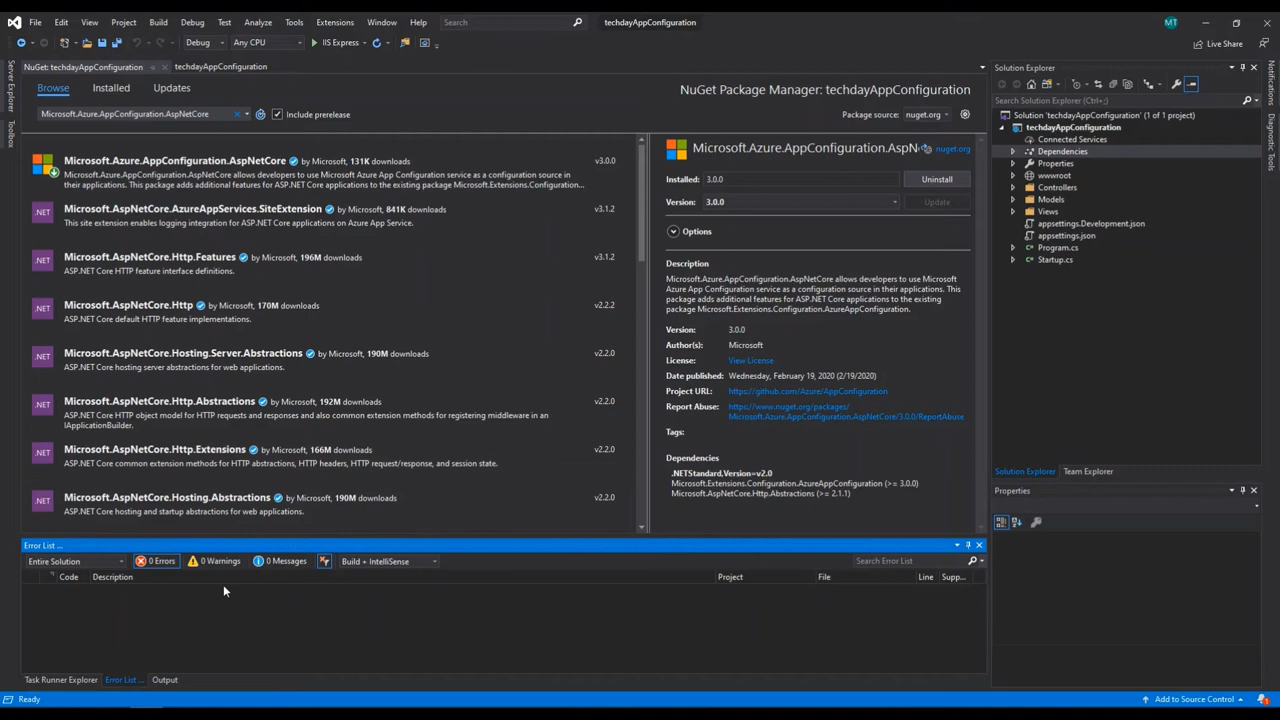 File Edit View Project Build Debug Test Analyze Tools Extensions Window Help Search techdayAppConfiguration MT
Debug Any CPU IIS Express Live Share
NuGet: techdayAppConfiguration techdayAppConfiguration
Server Explorer
Toolbox
Browse Installed Updates
NuGet Package Manager: techdayAppConfiguration
Microsoft.Azure.AppConfiguration.AspNetCore Include prerelease
Package source: nuget.org
Microsoft.Azure.AppConfiguration.AspNetCore by Microsoft, 131K downloads v3.0.0
Microsoft.Azure.AppConfiguration.AspNetCore allows developers to use Microsoft Azure App Configuration service as a configuration source in
their applications. This package adds additional features for ASP.NET Core applications to the existing package Microsoft.Extensions.Configuration....
.NET Microsoft.AspNetCore.AzureAppServices.SiteExtension by Microsoft, 841K downloads v3.1.2
This site extension enables logging integration for ASP.NET Core applications on Azure App Service.
.NET Microsoft.AspNetCore.Http.Features by Microsoft, 196M downloads v3.1.2
ASP.NET Core HTTP feature interface definitions.
.NET Microsoft.AspNetCore.Http by Microsoft, 170M downloads v2.2.2
ASP.NET Core default HTTP feature implementations.
.NET Microsoft.AspNetCore.Hosting.Server.Abstractions by Microsoft, 190M downloads v2.2.0
ASP.NET Core hosting server abstractions for web applications.
.NET Microsoft.AspNetCore.Http.Abstractions by Microsoft, 192M downloads v2.2.0
ASP.NET Core HTTP object model for HTTP requests and responses and also common extension methods for registering middleware in an
IApplicationBuilder.
.NET Microsoft.AspNetCore.Http.Extensions by Microsoft, 166M downloads v2.2.0
ASP.NET Core common extension methods for HTTP abstractions, HTTP headers, HTTP request/response, and session state.
.NET Microsoft.AspNetCore.Hosting.Abstractions by Microsoft, 190M downloads v2.2.0
ASP.NET Core hosting and startup abstractions for web applications.
Microsoft.Azure.AppConfiguration.AspN nuget.org
Installed: 3.0.0 Uninstall
Version: 3.0.0 Update
Options
Description
Microsoft.Azure.AppConfiguration.AspNetCore allows developers to use Microsoft
Azure App Configuration service as a configuration source in their applications. This
package adds additional features for ASP.NET Core applications to the existing
package Microsoft.Extensions.Configuration.AzureAppConfiguration.
Version: 3.0.0
Author(s): Microsoft
License: View License
Date published: Wednesday, February 19, 2020 (2/19/2020)
Project URL: https://github.com/Azure/AppConfiguration
Report Abuse: https://www.nuget.org/packages/
Microsoft.Azure.AppConfiguration.AspNetCore/3.0.0/ReportAbuse
Tags:
Dependencies
.NETStandard,Version=v2.0
Microsoft.Extensions.Configuration.AzureAppConfiguration (>= 3.0.0)
Microsoft.AspNetCore.Http.Abstractions (>= 2.1.1)
Error List ...
Entire Solution 0 Errors 0 Warnings 0 Messages Build + IntelliSense Search Error List
Code Description Project File Line Supp...
Task Runner Explorer Error List ... Output
Solution Explorer
Search Solution Explorer (Ctrl+;)
Solution 'techdayAppConfiguration' (1 of 1 project)
techdayAppConfiguration
Connected Services
Dependencies
Properties
wwwroot
Controllers
Models
Views
appsettings.Development.json
appsettings.json
Program.cs
Startup.cs
Solution Explorer Team Explorer
Properties
Notifications
Diagnostic Tools
Ready Add to Source Control